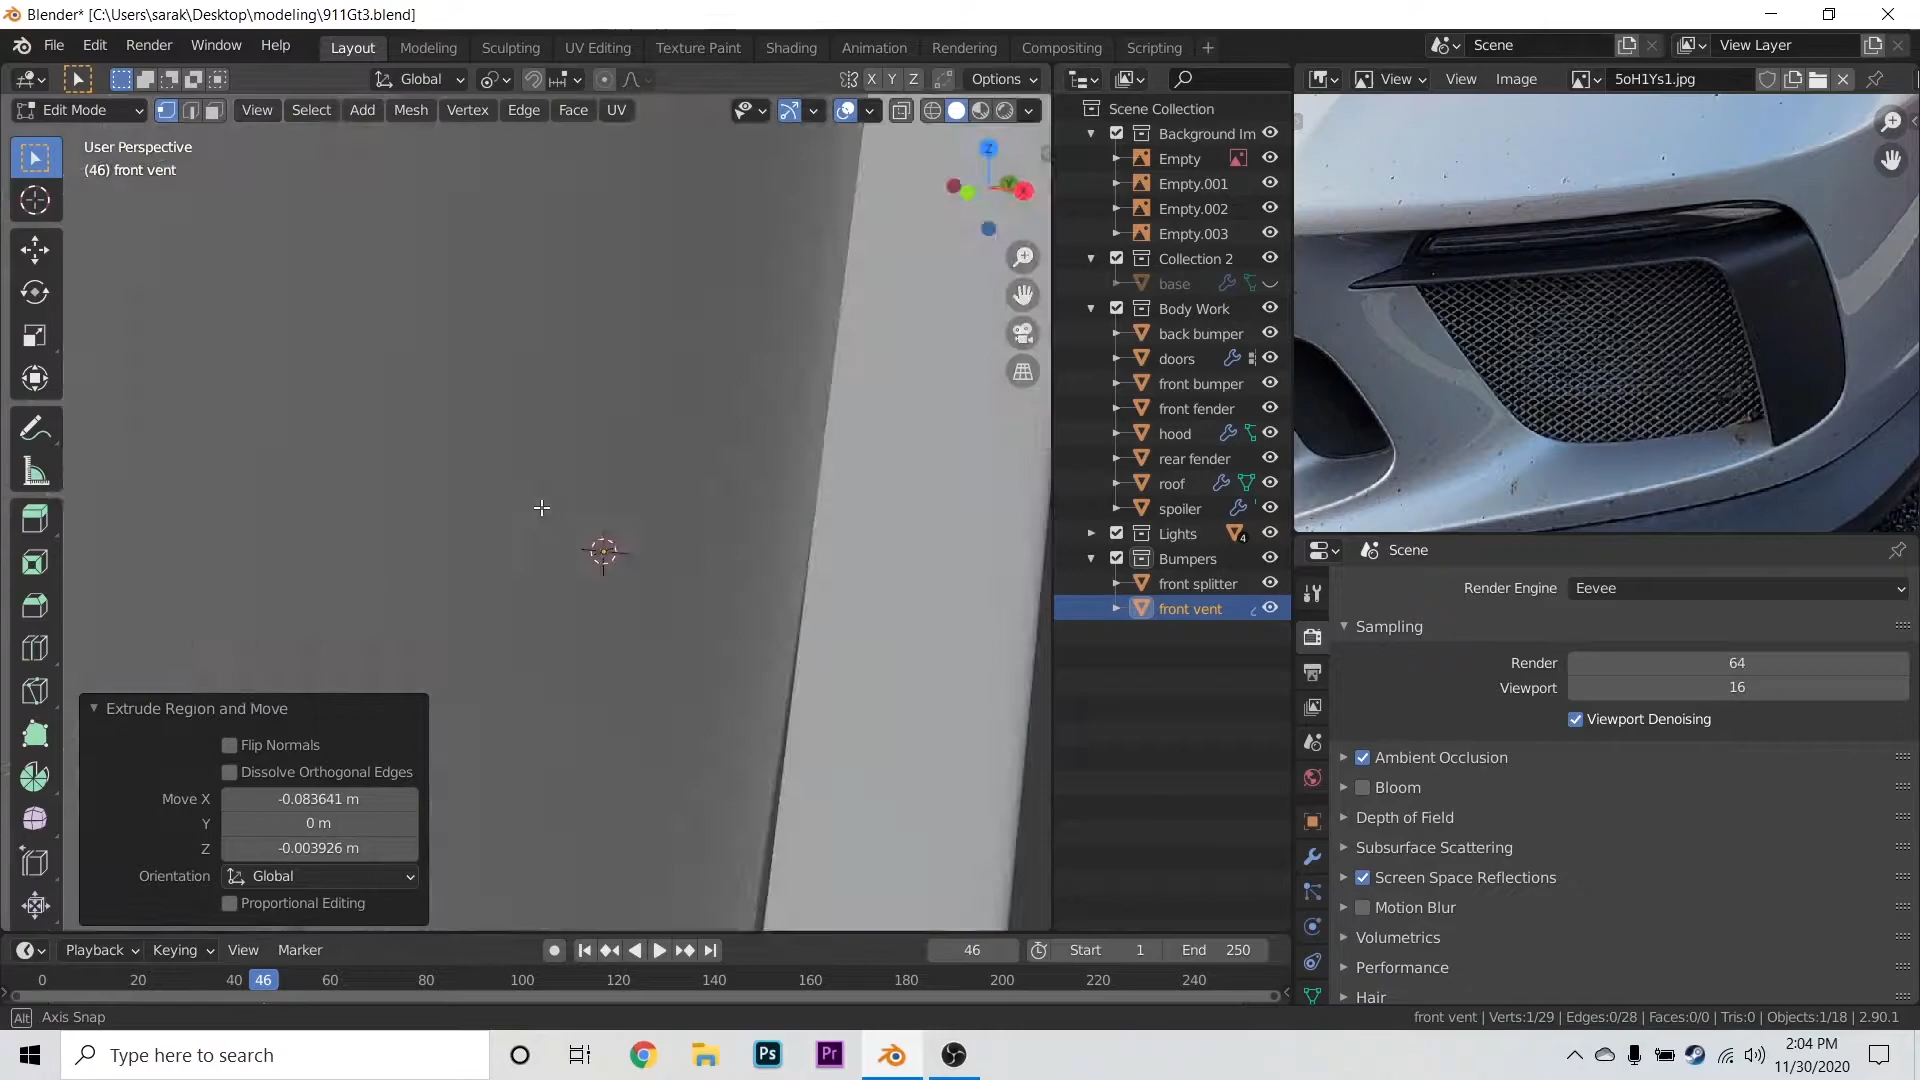 Blender* [C:\Users\sarak\Desktop\modeling\911Gt3.blend]
File Edit Render Window Help Layout Modeling Sculpting UV Editing Texture Paint Shading Animation Rendering Compositing Scripting + Scene View Layer
Global X Y Z Options View View Image 5oH1Ys1.jpg
Edit Mode View Select Add Mesh Vertex Edge Face UV
User Perspective
(46) front vent
Z
X
Y
Scene Collection
Background Im
Empty
Empty.001
Empty.002
Empty.003
Collection 2
base
Body Work
back bumper
doors
front bumper
front fender
hood
rear fender
roof
spoiler
Lights 4
Bumpers
front splitter
front vent
Scene
Render Engine Eevee
Sampling
Render 64
Viewport 16
Viewport Denoising
Ambient Occlusion
Bloom
Depth of Field
Subsurface Scattering
Screen Space Reflections
Motion Blur
Volumetrics
Performance
Hair
Extrude Region and Move
Flip Normals
Dissolve Orthogonal Edges
Move X -0.083641 m
Y 0 m
Z -0.003926 m
Orientation Global
Proportional Editing
Playback Keying View Marker 46 Start 1 End 250
0 20 40 46 60 80 100 120 140 160 180 200 220 240
Alt Axis Snap front vent | Verts:1/29 | Edges:0/28 | Faces:0/0 | Tris:0 | Objects:1/18 | 2.90.1
Type here to search Ps Pr
2:04 PM
11/30/2020